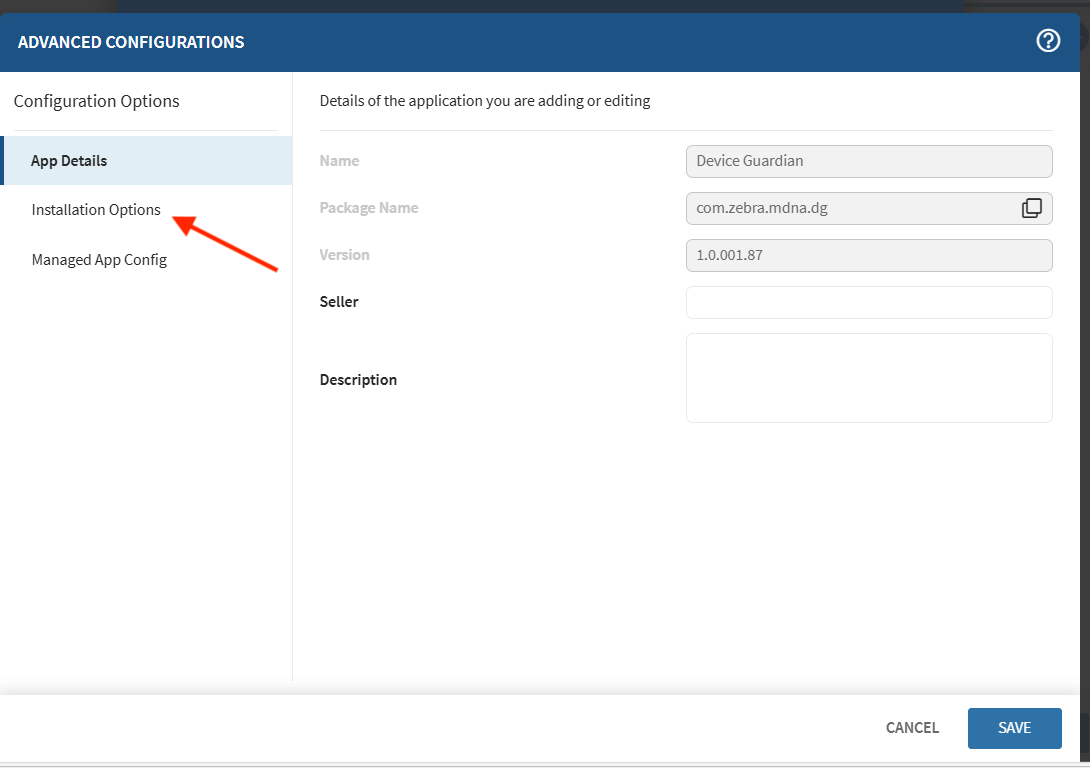 ADVANCED CONFIGURATIONS
Configuration Options
App Details
Installation Options
Managed App Config
Details of the application you are adding or editing
Name
Device Guardian
Package Name
com.zebra.mdna.dg
Version
1.0.001.87
Seller
Description
CANCEL
SAVE